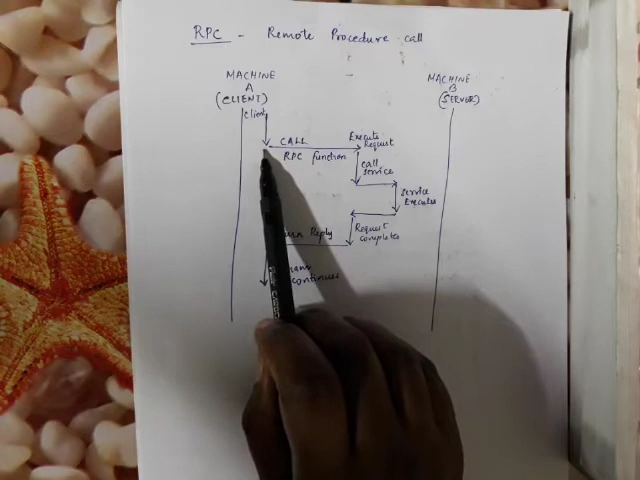 RPC - Remote Procedure call
MACHINE
A
(CLIENT)
MACHINE
B
(SERVER)
Client
CALL
RPC function
Execute
Request
call
service
service
Executes
Request
completes
Reply
continues